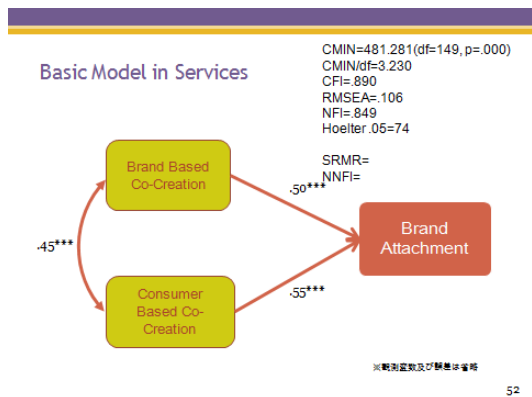 Basic Model in Services
CMIN=481.281(df=149, p=.000)
CMIN/df=3.230
CFI=.890
RMSEA=.106
NFI=.849
Hoelter .05=74
SRMR=
NNFI=
Brand Based
Co-Creation
.50***
Brand
Attachment
.45***
Consumer
Based Co-
Creation
.55***
※観測変数及び誤差は省略
52